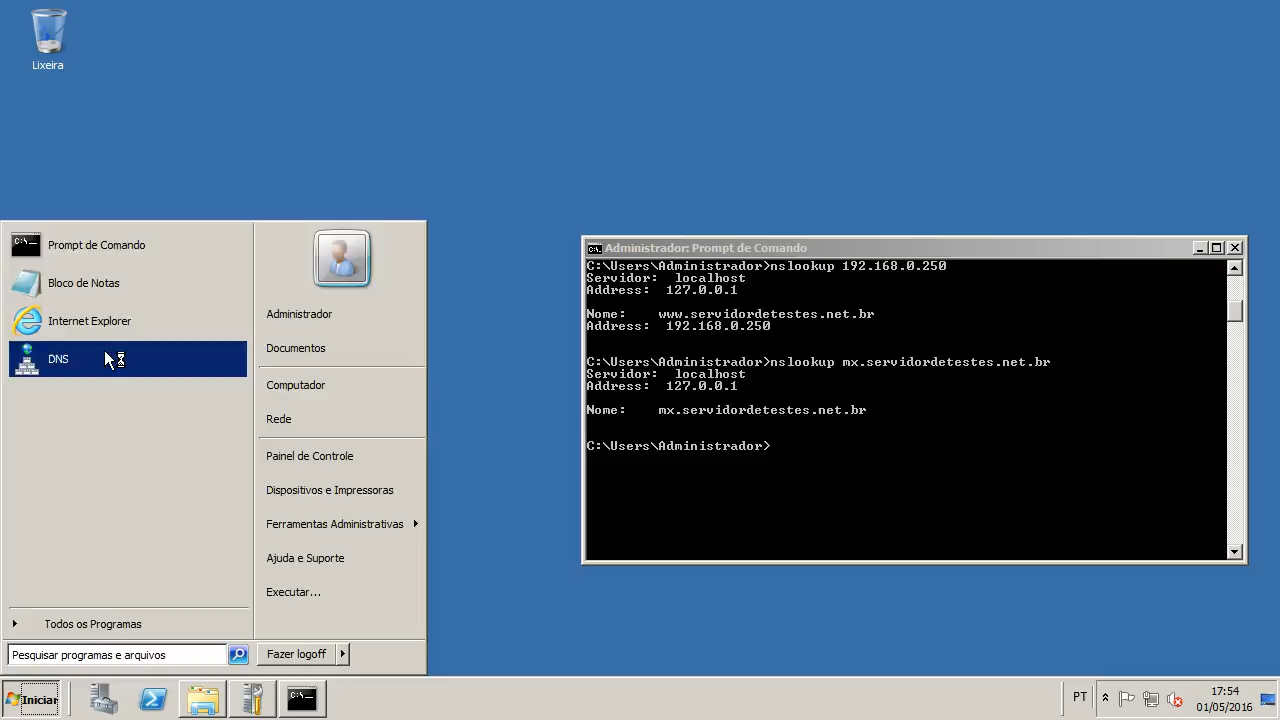 Lixeira
Prompt de Comando
Bloco de Notas
Internet Explorer
DNS
Todos os Programas
Pesquisar programas e arquivos
Administrador
Documentos
Computador
Rede
Painel de Controle
Dispositivos e Impressoras
Ferramentas Administrativas
Ajuda e Suporte
Executar...
Fazer logoff
Administrador: Prompt de Comando
C:\Users\Administrador>nslookup 192.168.0.250
Servidor:  localhost
Address:  127.0.0.1
Nome:    www.servidordetestes.net.br
Address:  192.168.0.250
C:\Users\Administrador>nslookup mx.servidordetestes.net.br
Servidor:  localhost
Address:  127.0.0.1
Nome:    mx.servidordetestes.net.br
C:\Users\Administrador>
Iniciar
PT
17:54
01/05/2016